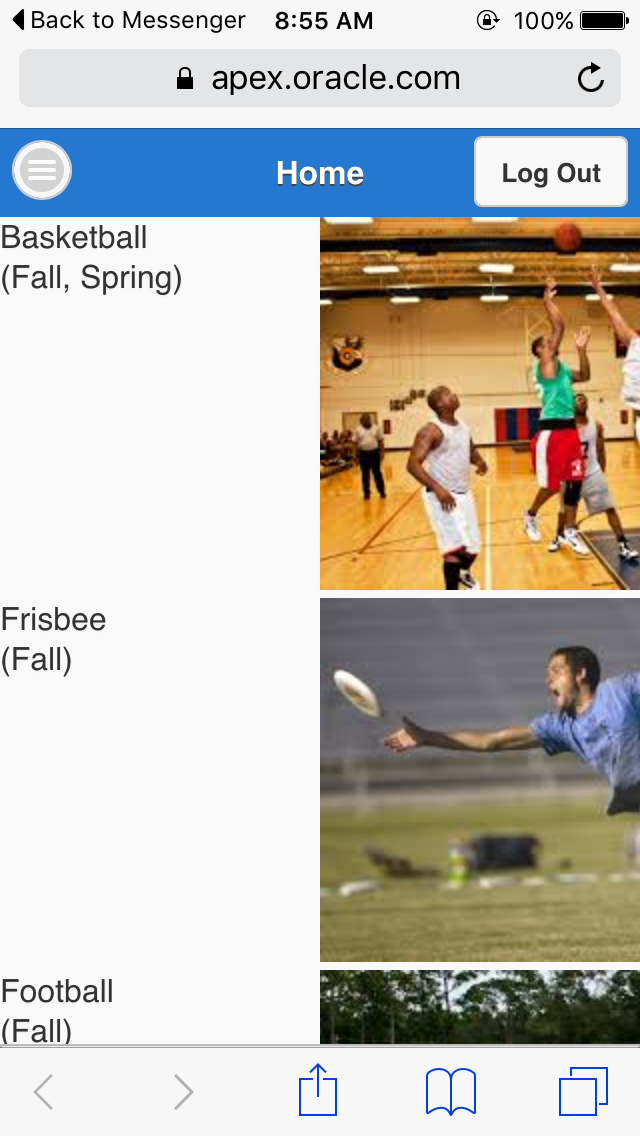 Back to Messenger 8:55 AM 100%
apex.oracle.com
Home Log Out
Basketball
(Fall, Spring)
Frisbee
(Fall)
Football
(Fall)